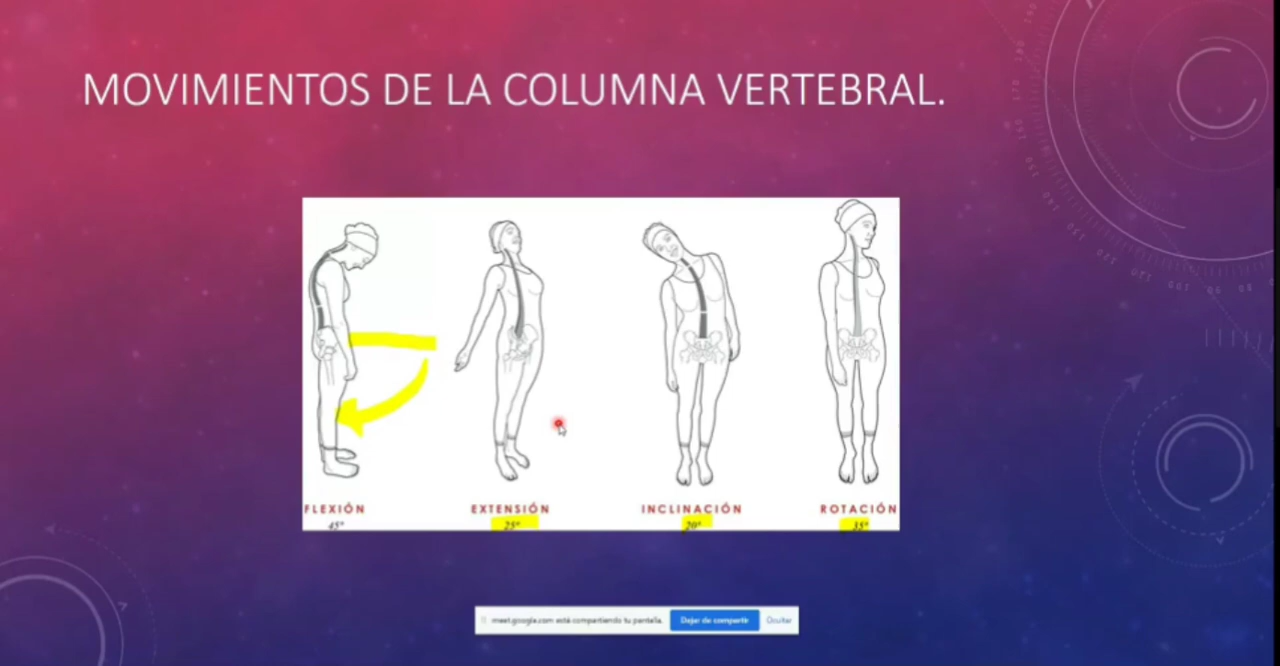 MOVIMIENTOS DE LA COLUMNA VERTEBRAL.
FLEXIÓN EXTENSIÓN INCLINACIÓN ROTACIÓN
45° 25° 20° 35°
meet.google.com está compartiendo tu pantalla. Dejar de compartir Ocultar